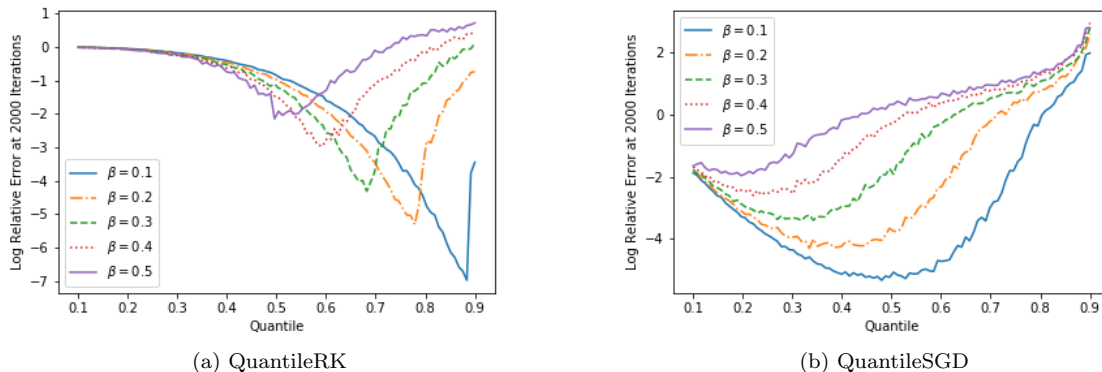 Log Relative Error at 2000 Iterations
1
0
−1
−2
−3
−4
−5
−6
−7
β = 0.1
β = 0.2
β = 0.3
β = 0.4
β = 0.5
0.1 0.2 0.3 0.4 0.5 0.6 0.7 0.8 0.9
Quantile
(a) QuantileRK
Log Relative Error at 2000 Iterations
2
0
−2
−4
β = 0.1
β = 0.2
β = 0.3
β = 0.4
β = 0.5
0.1 0.2 0.3 0.4 0.5 0.6 0.7 0.8 0.9
Quantile
(b) QuantileSGD